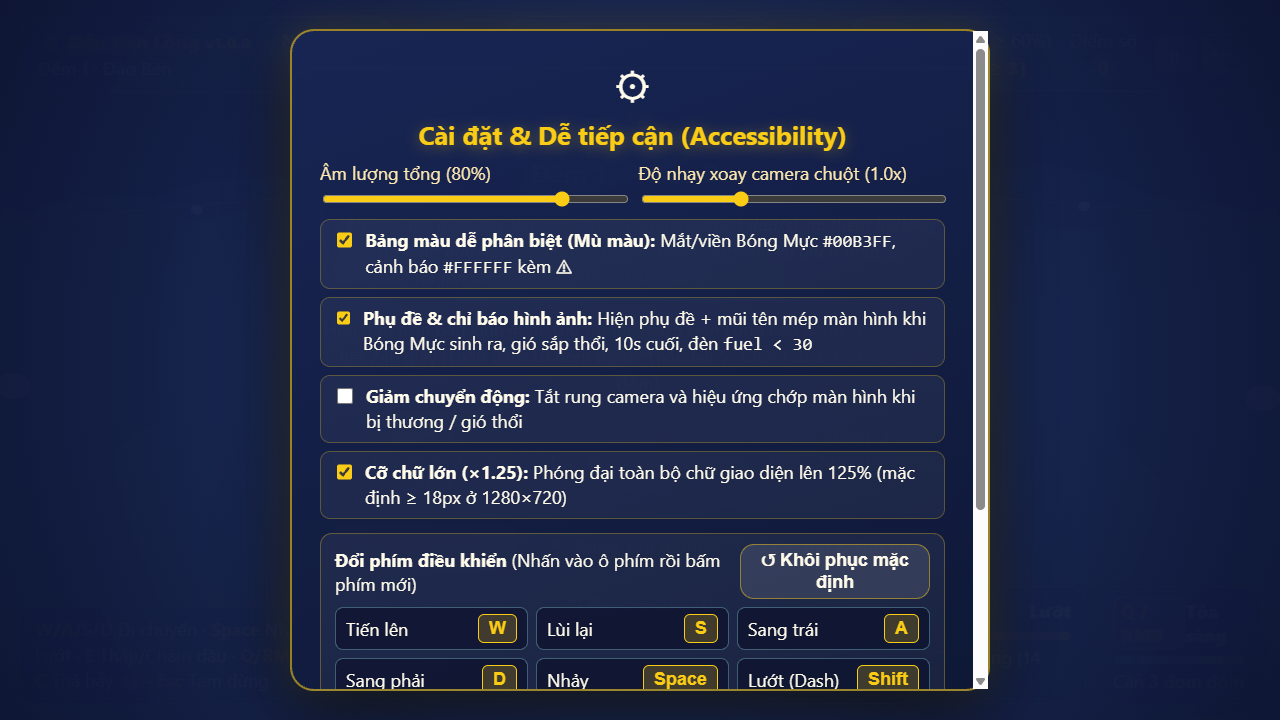 Cài đặt & Dễ tiếp cận (Accessibility)
Âm lượng tổng (80%)
Độ nhạy xoay camera chuột (1.0x)
Bảng màu dễ phân biệt (Mù màu): Mắt/viền Bóng Mực #00B3FF,
cảnh báo #FFFFFF kèm ⚠
Phụ đề & chỉ báo hình ảnh: Hiện phụ đề + mũi tên mép màn hình khi
Bóng Mực sinh ra, gió sắp thổi, 10s cuối, đèn fuel < 30
Giảm chuyển động: Tắt rung camera và hiệu ứng chớp màn hình khi
bị thương / gió thổi
Cỡ chữ lớn (×1.25): Phóng đại toàn bộ chữ giao diện lên 125% (mặc
định ≥ 18px ở 1280×720)
Đổi phím điều khiển (Nhấn vào ô phím rồi bấm
phím mới)
↺ Khôi phục mặc
định
Tiến lên W
Lùi lại S
Sang trái A
Sang phải D
Nhảy Space
Lướt (Dash) Shift